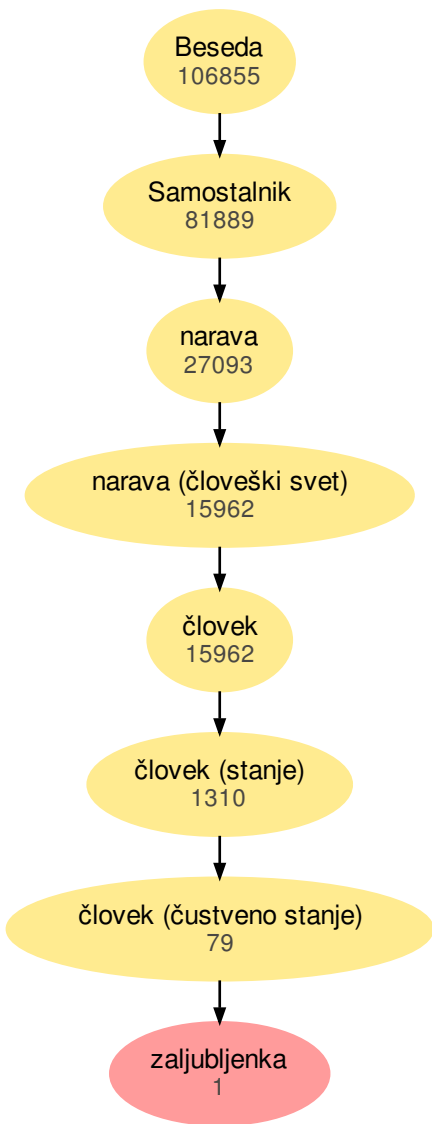 Beseda
106855
Samostalnik
81889
narava
27093
narava (človeški svet)
15962
človek
15962
človek (stanje)
1310
človek (čustveno stanje)
79
zaljubljenka
1